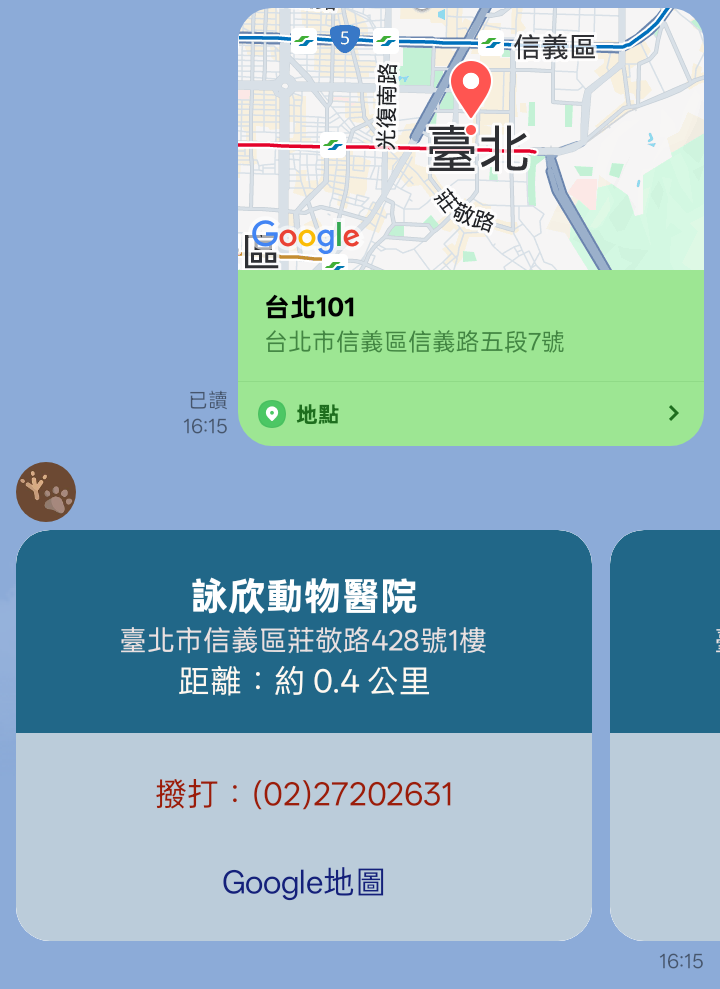 5
信義區
光復南路
臺北
莊敬路
Google
區
台北101
台北市信義區信義路五段7號
已讀
16:15
地點
詠欣動物醫院
臺北市信義區莊敬路428號1樓
距離：約 0.4 公里
撥打：(02)27202631
Google地圖
16:15